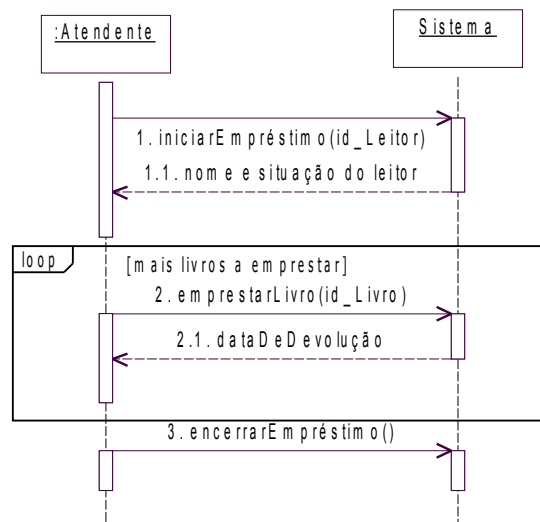 :Atendente
Sistema
1. iniciarEmpréstimo(id_Leitor)
1.1. nome e situação do leitor
loop
[mais livros a emprestar]
2. emprestarLivro(id_Livro)
2.1. dataDeDevolução
3. encerrarEmpréstimo()